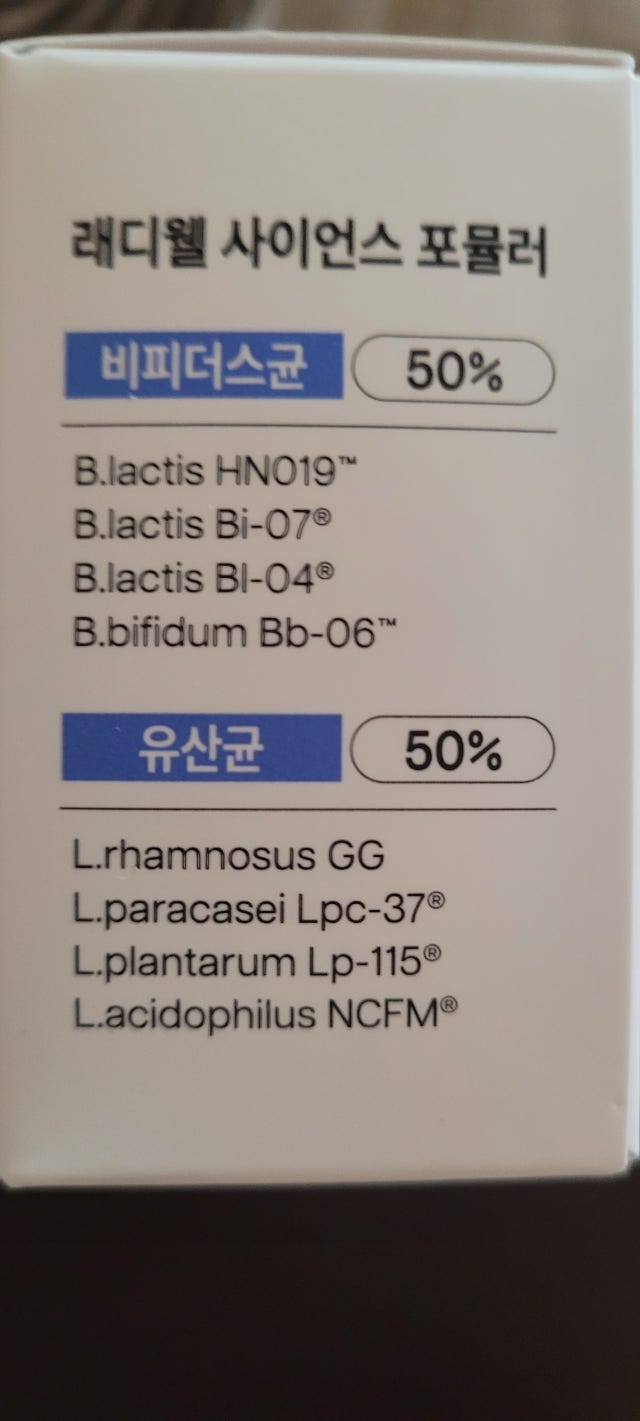 래디웰 사이언스 포뮬러
비피더스균 50%
B.lactis HN019™
B.lactis Bi-07®
B.lactis Bl-04®
B.bifidum Bb-06™
유산균 50%
L.rhamnosus GG
L.paracasei Lpc-37®
L.plantarum Lp-115®
L.acidophilus NCFM®